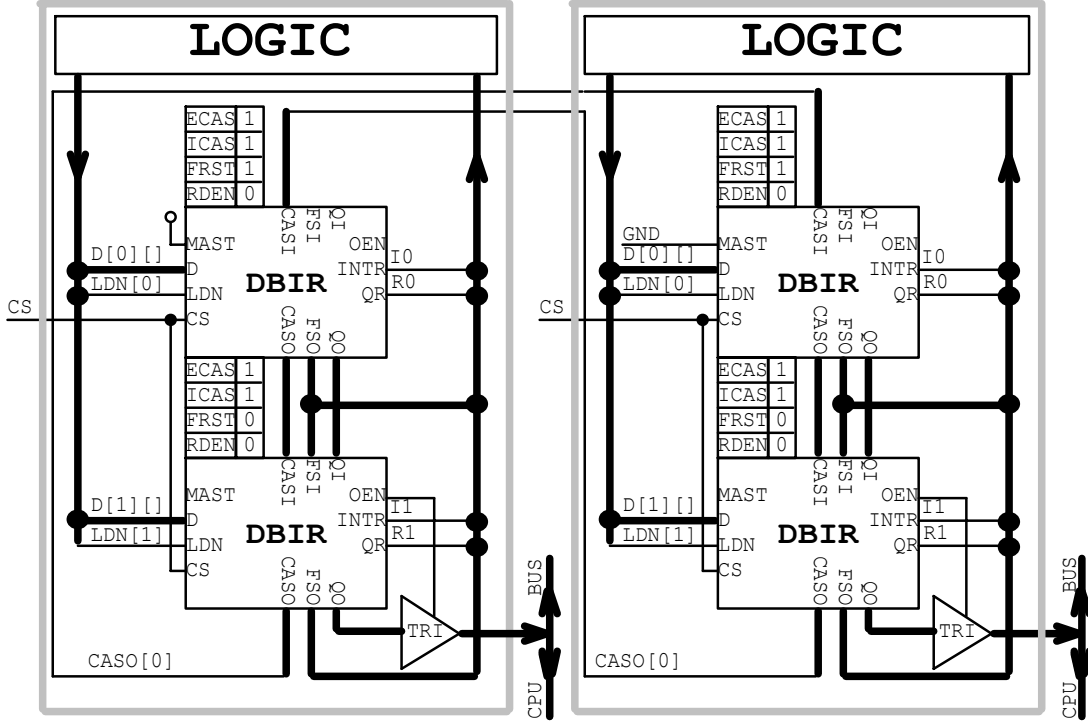 LOGIC LOGIC
ECAS 1 ECAS 1
ICAS 1 ICAS 1
FRST 1 FRST 1
RDEN 0 RDEN 0
CASI FSI QI CASI FSI QI
MAST OEN GND MAST OEN
D[0][] D INTR I0 D[0][] D INTR I0
LDN[0] LDN DBIR QR R0 LDN[0] LDN DBIR QR R0
CS CS CS CS
CASO FSO QO CASO FSO QO
ECAS 1 ECAS 1
ICAS 1 ICAS 1
FRST 0 FRST 0
RDEN 0 RDEN 0
CASI FSI QI CASI FSI QI
MAST OEN MAST OEN
D[1][] D INTR I1 D[1][] D INTR I1
LDN[1] LDN DBIR QR R1 LDN[1] LDN DBIR QR R1
CS CS
CASO FSO QO CASO FSO QO
BUS BUS
TRI TRI
CASO[0] CASO[0]
CPU CPU